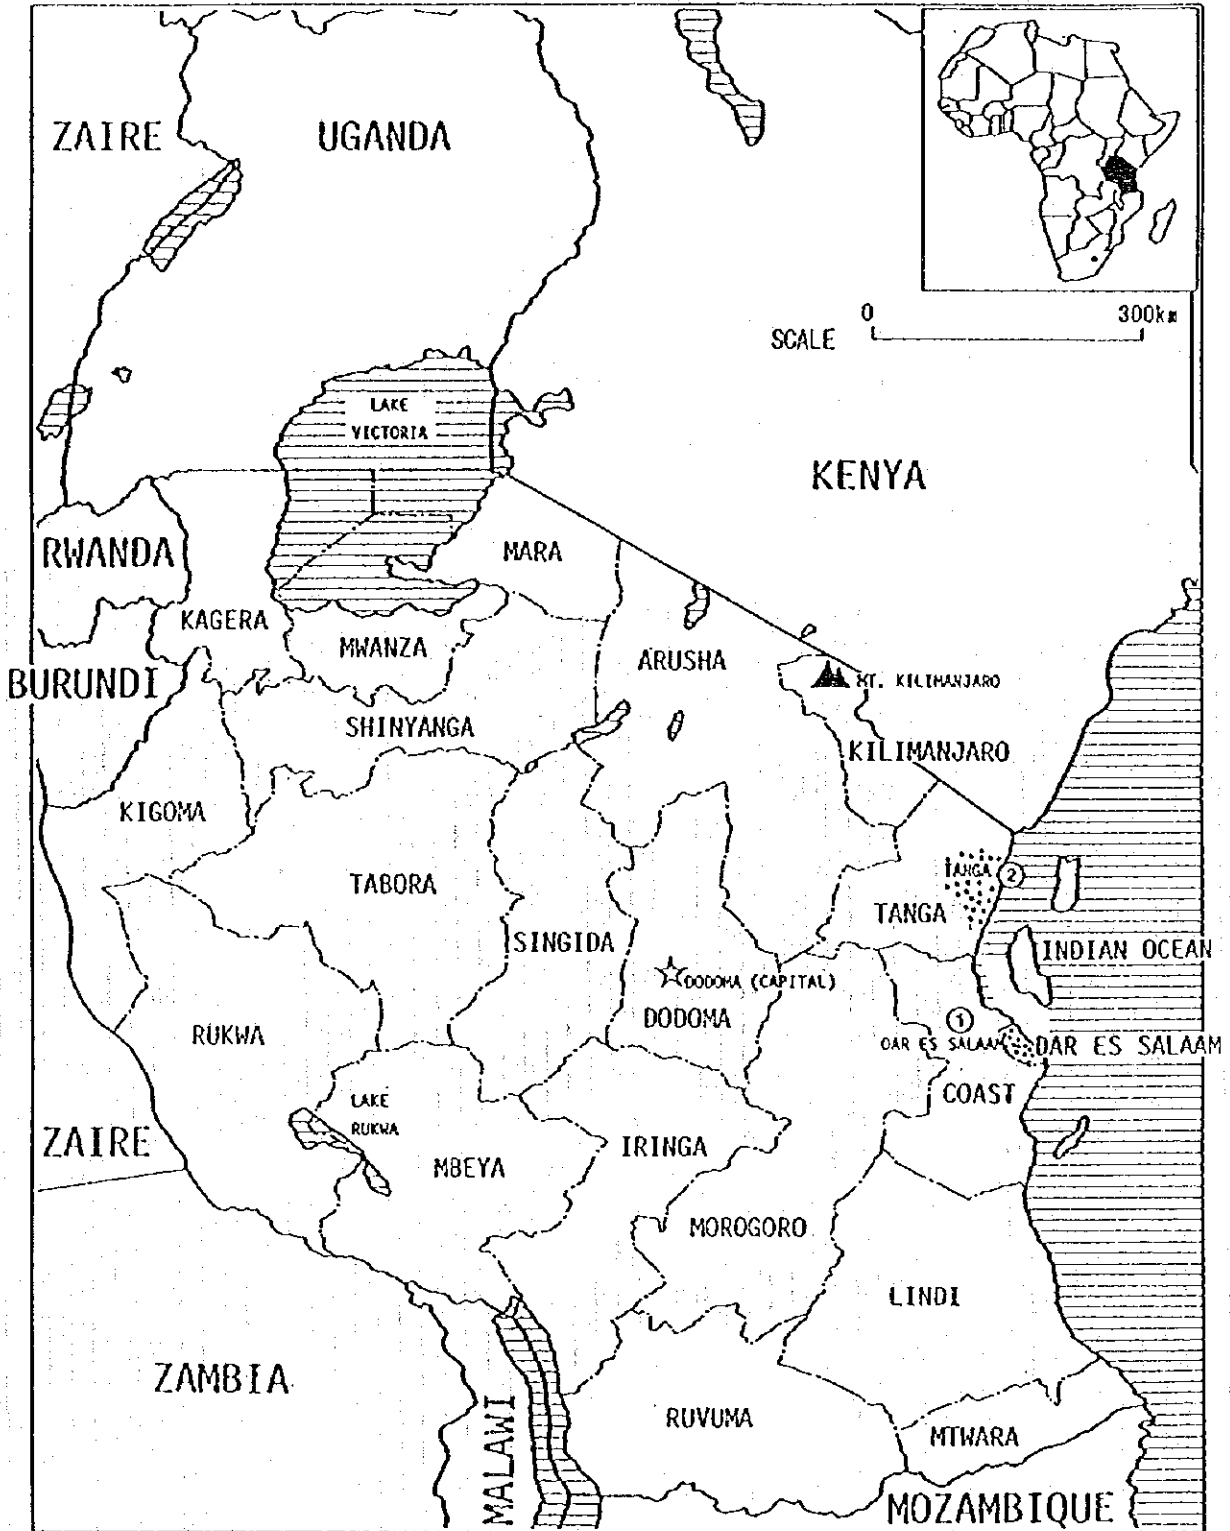 ZAIRE
UGANDA
0
300km
SCALE
LAKE
VICTORIA
KENYA
RWANDA
MARA
KAGERA
MWANZA
ARUSHA
BURUNDI
MT. KILIMANJARO
SHINYANGA
KILIMANJARO
KIGOMA
TABORA
TANGA
2
TANGA
SINGIDA
INDIAN OCEAN
DODOMA (CAPITAL)
DODOMA
1
RUKWA
DAR ES SALAAM
DAR ES SALAAM
COAST
LAKE
RUKWA
ZAIRE
IRINGA
MBEYA
MOROGORO
LINDI
ZAMBIA
MALAWI
RUVUMA
MTWARA
MOZAMBIQUE